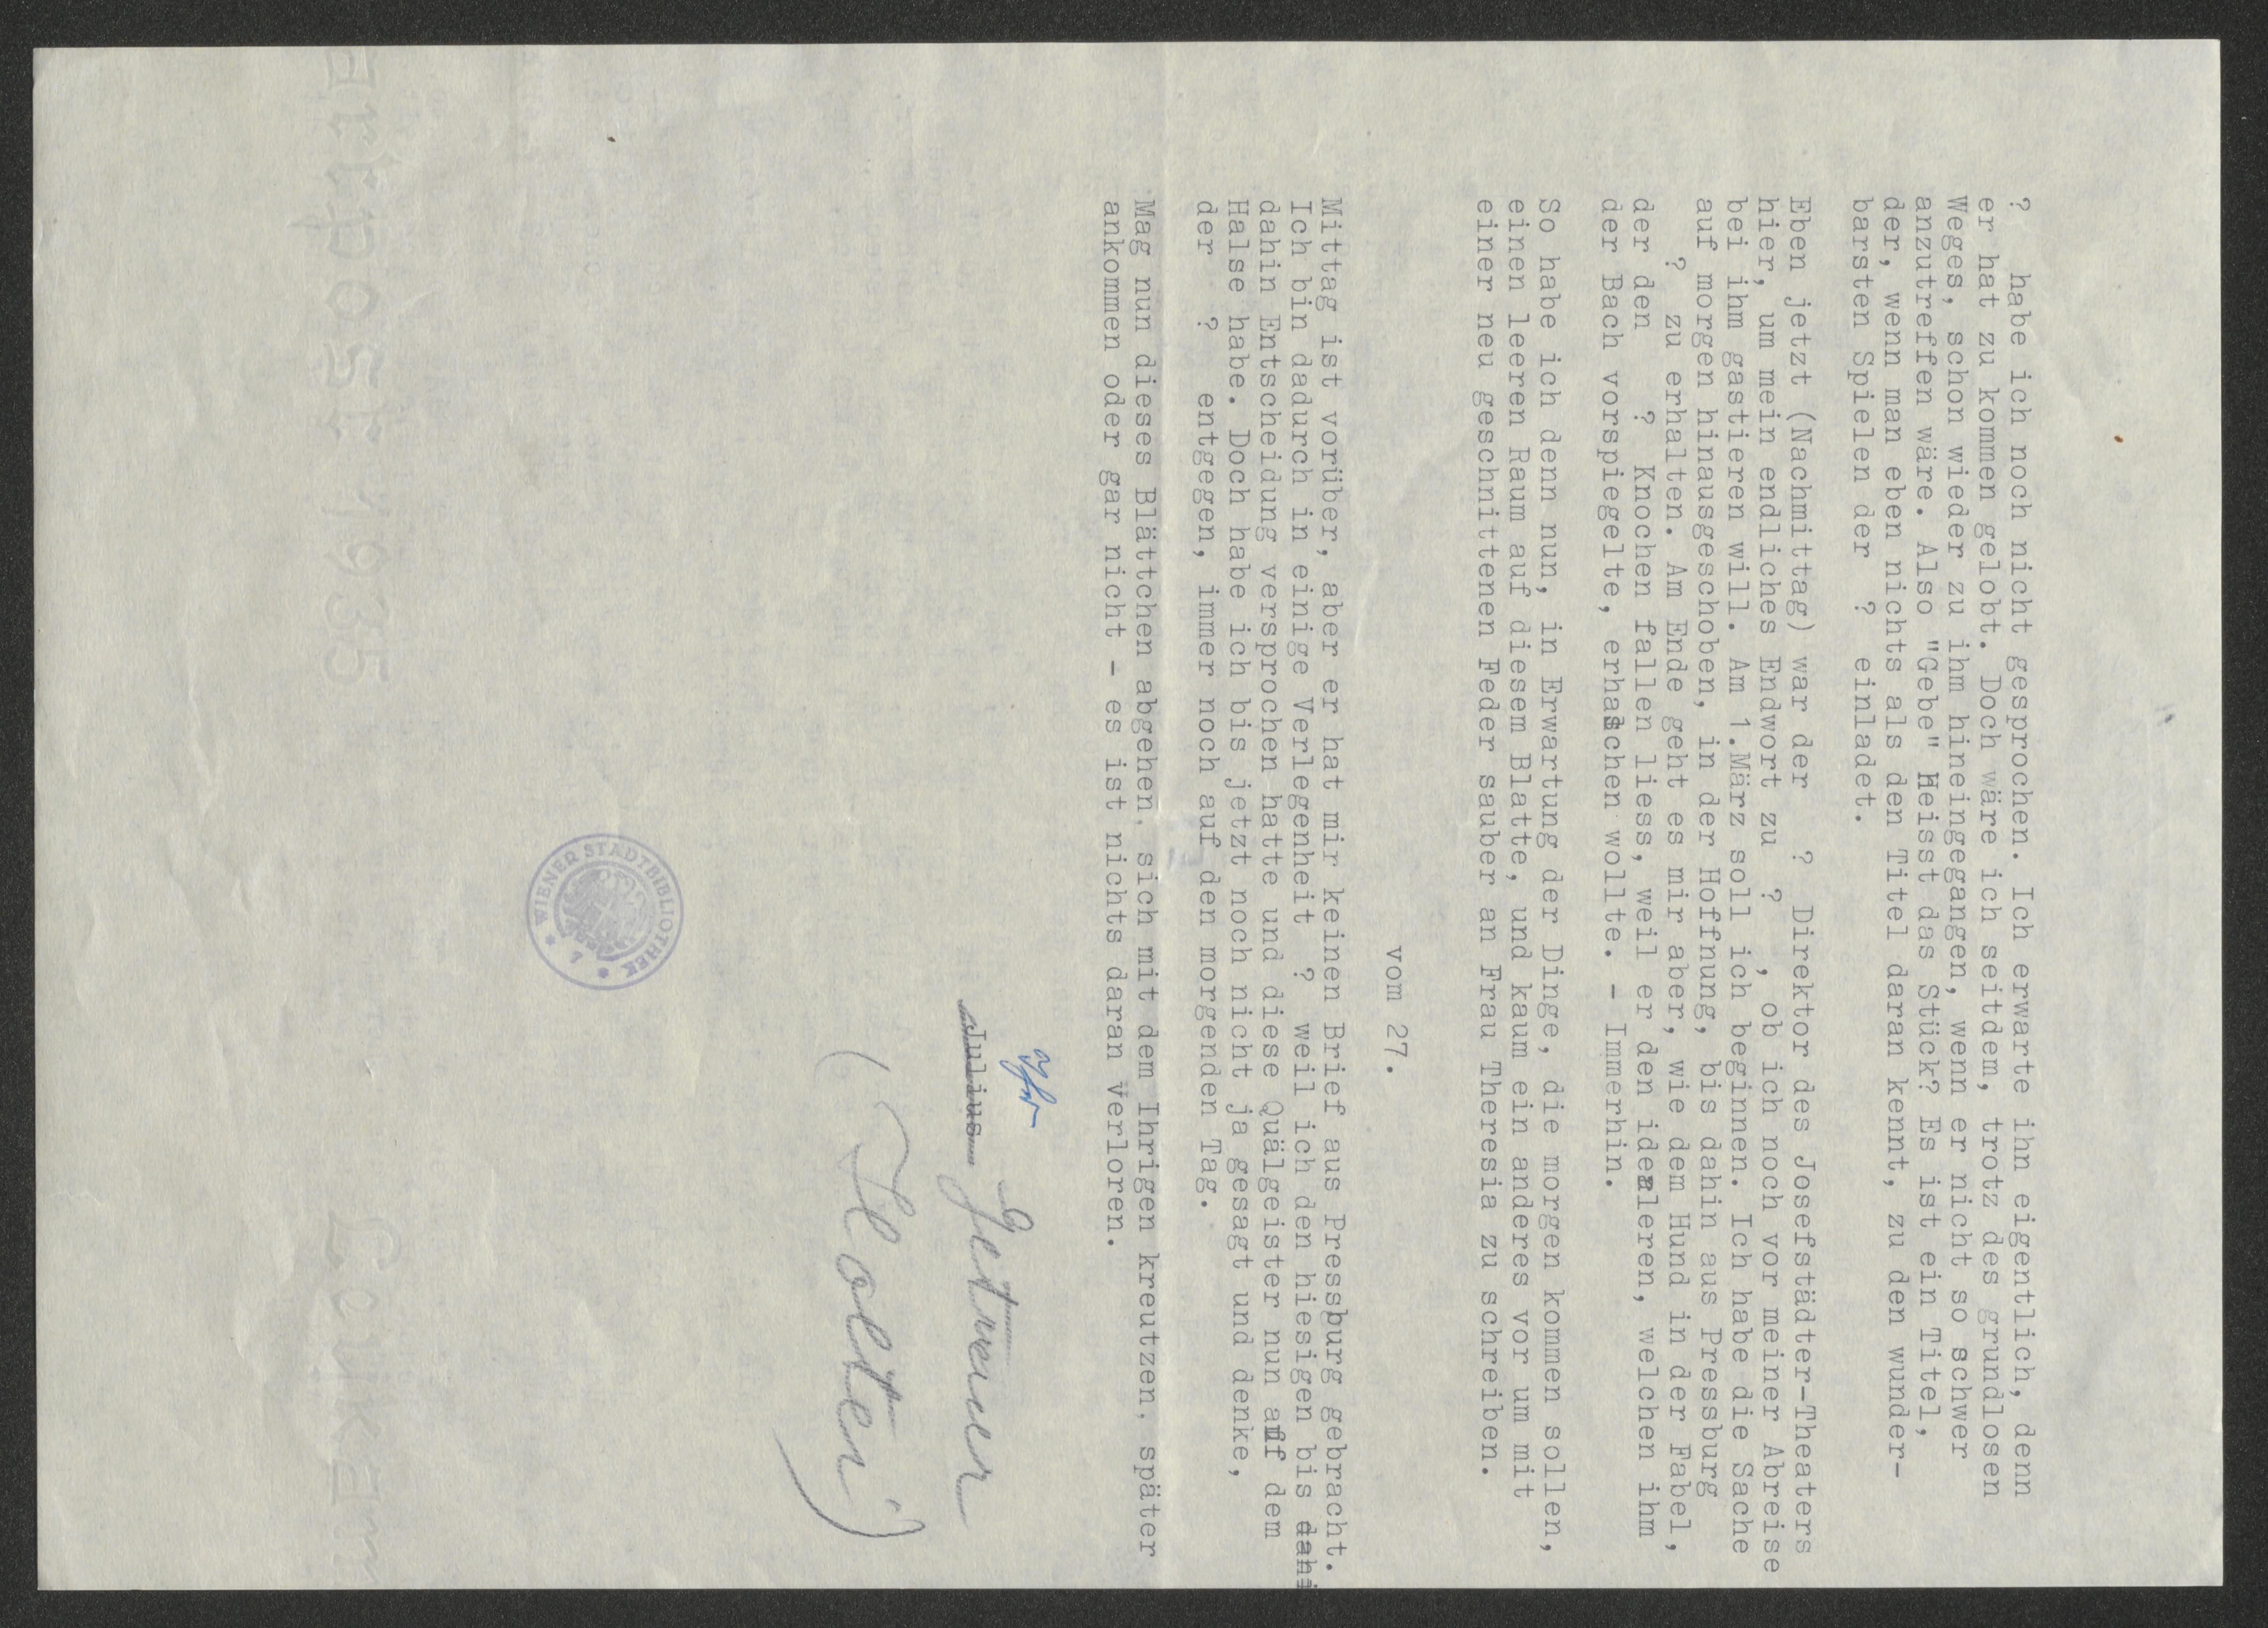 ?    habe ich noch nicht gesprochen. Ich erwarte ihn eigentlich, denn
er hat zu kommen gelobt. Doch wäre ich seitdem, trotz des grundlosen
Weges, schon wieder zu ihm hineingegangen, wenn er nicht so schwer
anzutreffen wäre. Also "Gebe" Heisst das Stück? Es ist ein Titel,
der, wenn man eben nichts als den Titel daran kennt, zu den wunder-
barsten Spielen der   ?   einladet.
Eben jetzt (Nachmittag) war der   ?   Direktor des Josefstädter-Theaters
hier, um mein endliches Endwort zu   ?   , ob ich noch vor meiner Abreise
bei ihm gastieren will. Am 1.März soll ich beginnen. Ich habe die Sache
auf morgen hinausgeschoben, in der Hoffnung, bis dahin aus Pressburg
?   zu erhalten. Am Ende geht es mir aber, wie dem Hund in der Fabel,
der den   ?   Knochen fallen liess, weil er den idealeren, welchen ihm
der Bach vorspiegelte, erhaschen wollte. - Immerhin.
So habe ich denn nun, in Erwartung der Dinge, die morgen kommen sollen,
einen leeren Raum auf diesem Blatte, und kaum ein anderes vor um mit
einer neu geschnittenen Feder sauber an Frau Theresia zu schreiben.
vom 27.
Mittag ist vorüber, aber er hat mir keinen Brief aus Pressburg gebracht.
Ich bin dadurch in einige Verlegenheit   ?   weil ich den hiesigen bis dahi
dahin Entscheidung versprochen hatte und diese Quälgeister nun auf dem
Halse habe. Doch habe ich bis jetzt noch nicht ja gesagt und denke,
der   ?   entgegen, immer noch auf den morgenden Tag.
Mag nun dieses Blättchen abgehen, sich mit dem Ihrigen kreutzen, später
ankommen oder gar nicht - es ist nichts daran verloren.
Ihr
Julius Getreuer
(Holtei)
WIENER STADTBIBLIOTHEK
1935